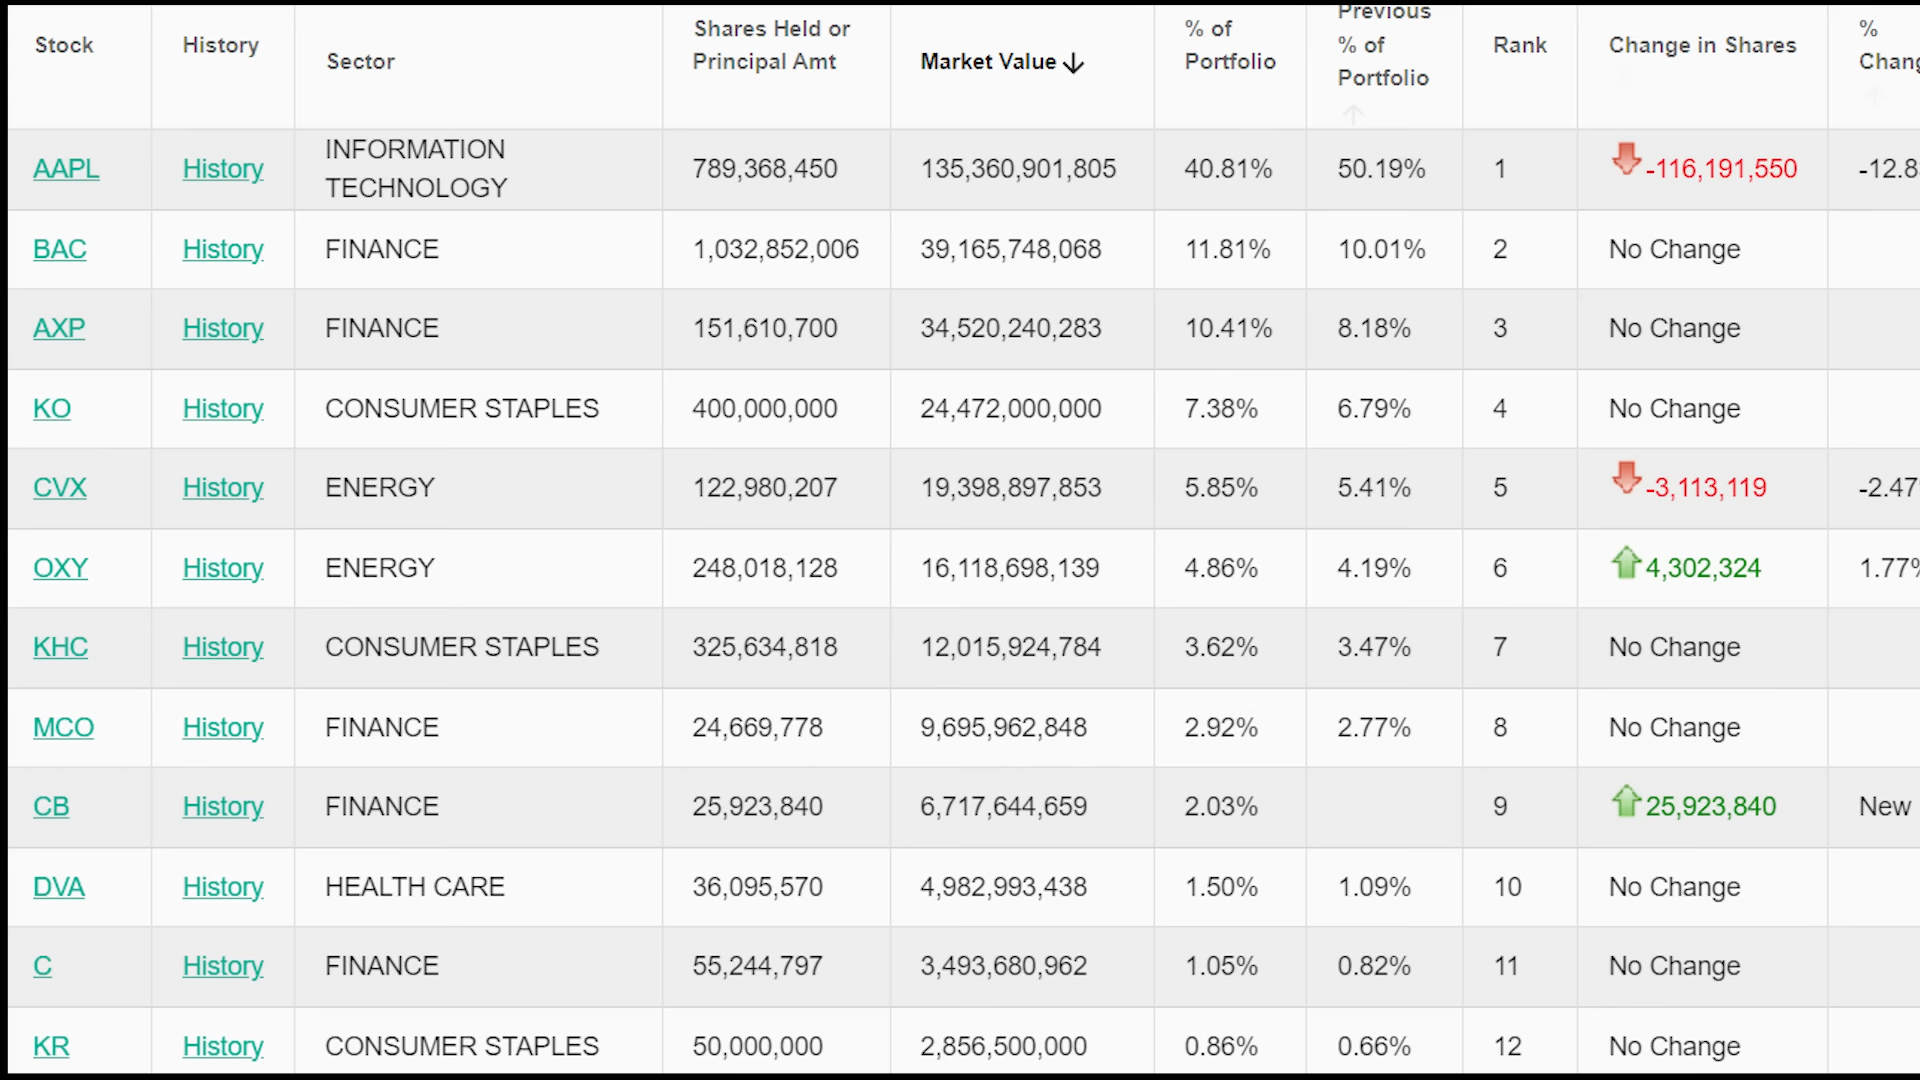 Stock History Sector Shares Held or Principal Amt Market Value ↓ % of Portfolio Previous % of Portfolio Rank Change in Shares %
AAPL History INFORMATION TECHNOLOGY 789,368,450 135,360,901,805 40.81% 50.19% 1 -116,191,550
BAC History FINANCE 1,032,852,006 39,165,748,068 11.81% 10.01% 2 No Change
AXP History FINANCE 151,610,700 34,520,240,283 10.41% 8.18% 3 No Change
KO History CONSUMER STAPLES 400,000,000 24,472,000,000 7.38% 6.79% 4 No Change
CVX History ENERGY 122,980,207 19,398,897,853 5.85% 5.41% 5 -3,113,119 -2.47
OXY History ENERGY 248,018,128 16,118,698,139 4.86% 4.19% 6 4,302,324 1.77%
KHC History CONSUMER STAPLES 325,634,818 12,015,924,784 3.62% 3.47% 7 No Change
MCO History FINANCE 24,669,778 9,695,962,848 2.92% 2.77% 8 No Change
CB History FINANCE 25,923,840 6,717,644,659 2.03% 9 25,923,840 New
DVA History HEALTH CARE 36,095,570 4,982,993,438 1.50% 1.09% 10 No Change
C History FINANCE 55,244,797 3,493,680,962 1.05% 0.82% 11 No Change
KR History CONSUMER STAPLES 50,000,000 2,856,500,000 0.86% 0.66% 12 No Change